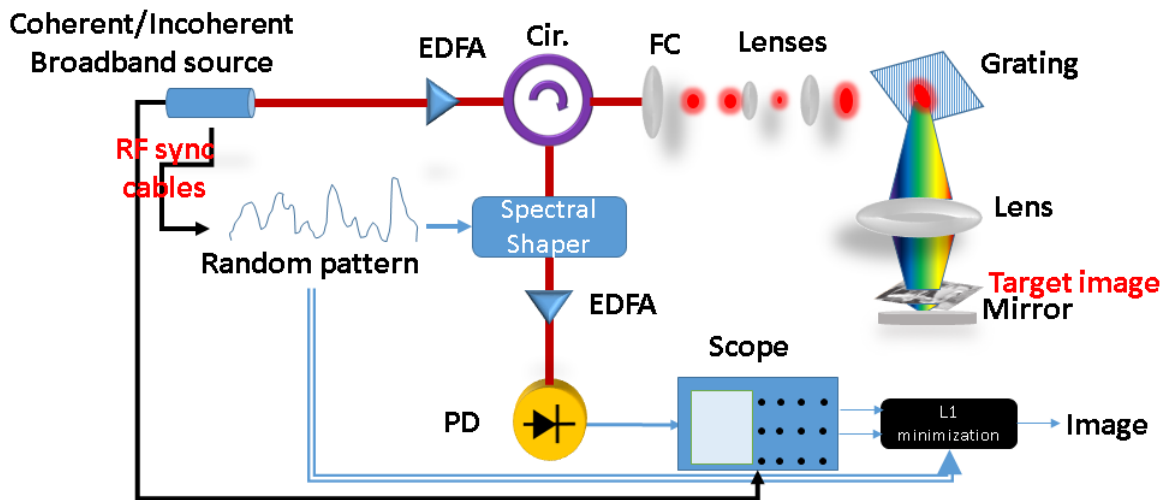 Coherent/Incoherent
Broadband source
EDFA
Cir.
FC
Lenses
Grating
RF sync
cables
Spectral
Shaper
Lens
Random pattern
Target image
Mirror
EDFA
Scope
PD
L1
minimization
Image